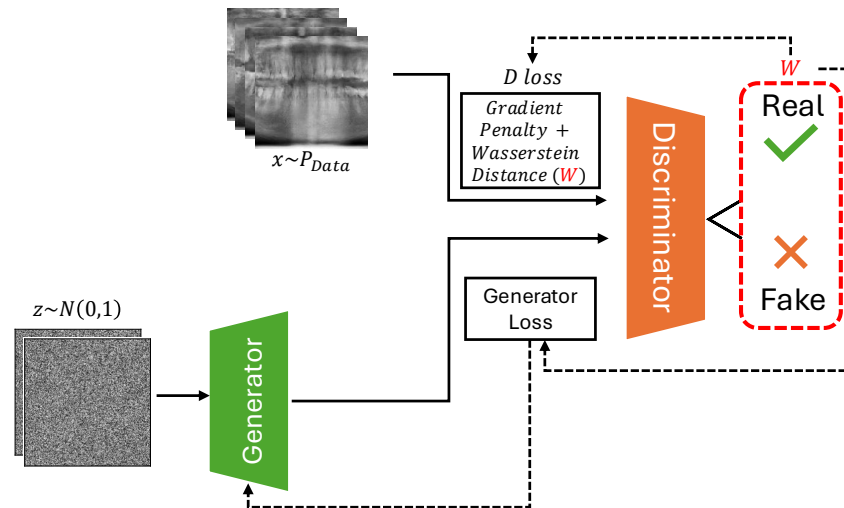 W
D loss
Gradient
Penalty +
Wasserstein
Distance (W)
x~P_Data
Discriminator
Real
Fake
z~N(0,1)
Generator
Generator
Loss